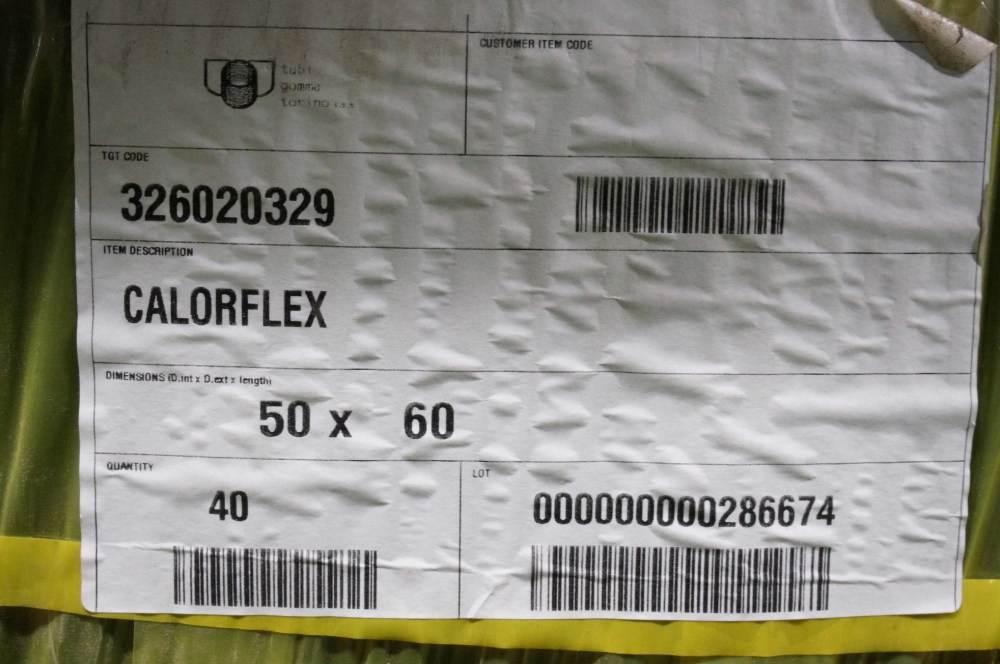 CUSTOMER ITEM CODE
tubi
gomma
torino s.p.a.
TGT CODE
326020329
ITEM DESCRIPTION
CALORFLEX
DIMENSIONS (D.int x D.ext x length)
50 x 60
QUANTITY
40
LOT
000000000286674